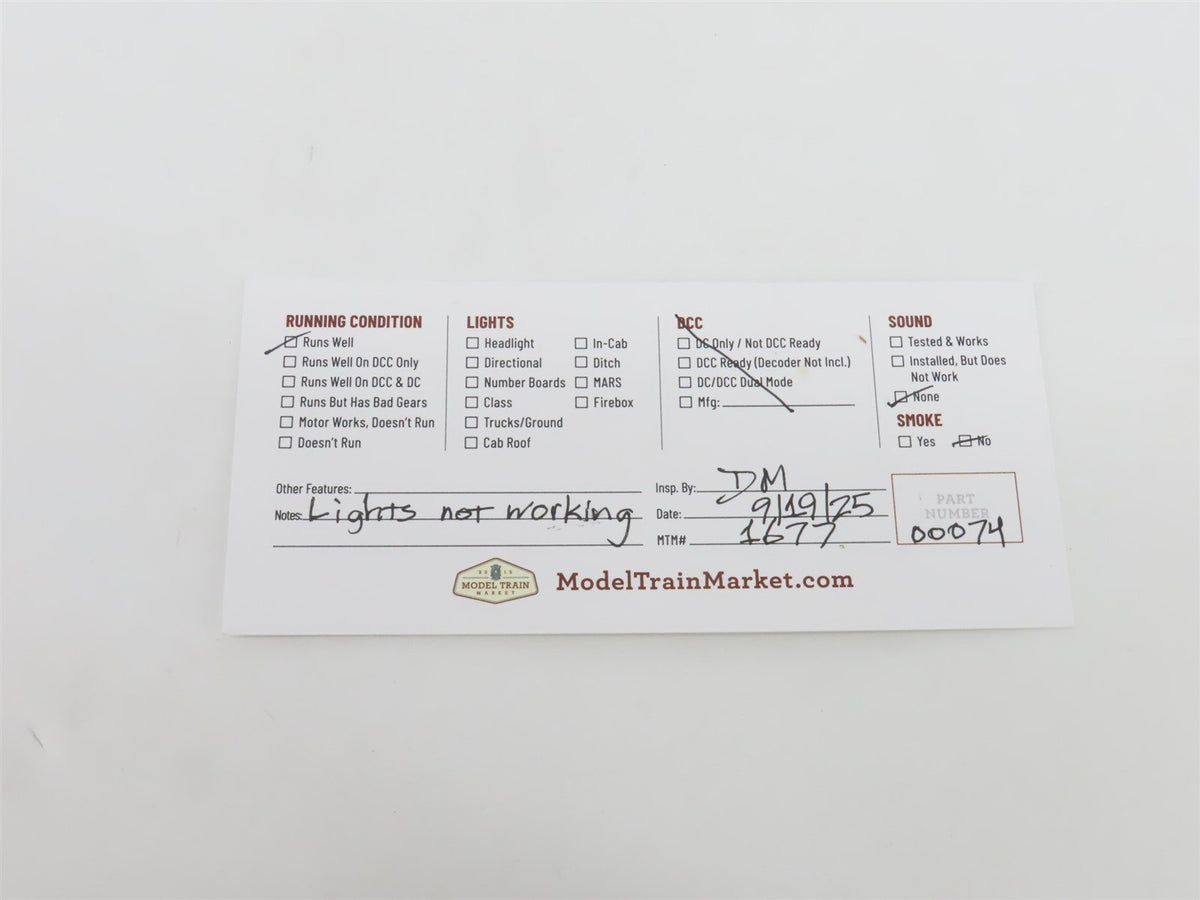 RUNNING CONDITION
Runs Well
Runs Well On DCC Only
Runs Well On DCC & DC
Runs But Has Bad Gears
Motor Works, Doesn't Run
Doesn't Run
LIGHTS
Headlight
Directional
Number Boards
Class
Trucks/Ground
Cab Roof
In-Cab
Ditch
MARS
Firebox
DCC
DC Only / Not DCC Ready
DCC Ready (Decoder Not Incl.)
DC/DCC Dual Mode
Mfg:
SOUND
Tested & Works
Installed, But Does
Not Work
None
SMOKE
Yes No
Other Features:
Notes: Lights not working
Insp. By: DM
Date: 9/19/25
MTM# 1677
PART
NUMBER
00074
2015
MODEL TRAIN
MARKET
ModelTrainMarket.com